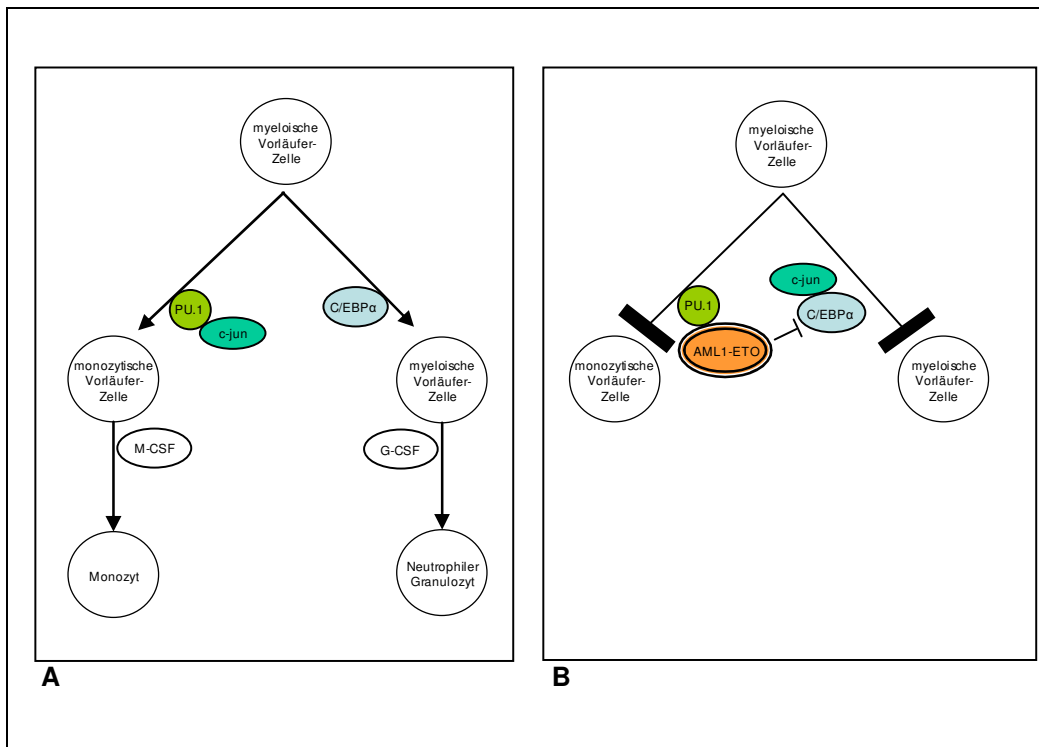 myeloische
Vorläufer-
Zelle
PU.1
c-jun
C/EBPα
monozytische
Vorläufer-
Zelle
myeloische
Vorläufer-
Zelle
M-CSF
G-CSF
Monozyt
Neutrophiler
Granulozyt
A
myeloische
Vorläufer-
Zelle
c-jun
PU.1
C/EBPα
AML1-ETO
monozytische
Vorläufer-
Zelle
myeloische
Vorläufer-
Zelle
B